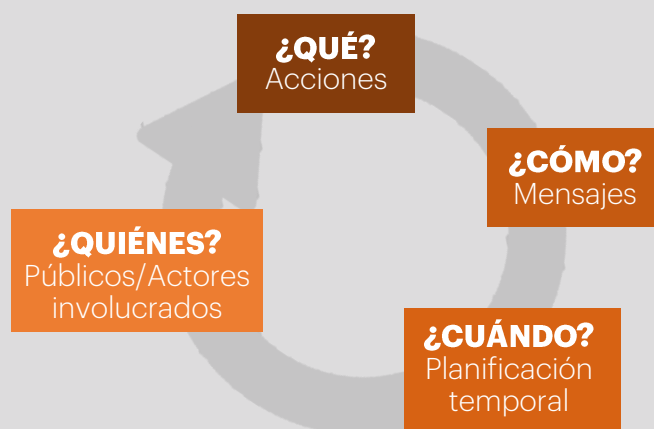 ¿QUÉ?
Acciones
¿CÓMO?
Mensajes
¿CUÁNDO?
Planificación
temporal
¿QUIÉNES?
Públicos/Actores
involucrados